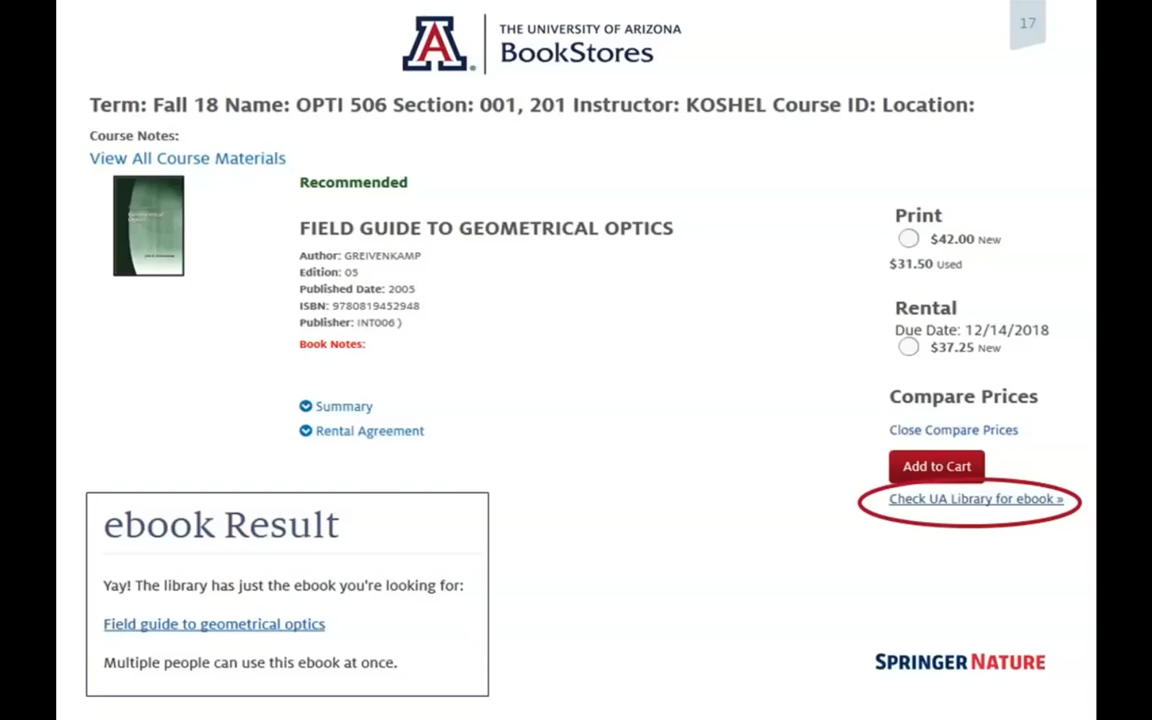 THE UNIVERSITY OF ARIZONA
BookStores
17
Term: Fall 18 Name: OPTI 506 Section: 001, 201 Instructor: KOSHEL Course ID: Location:
Course Notes:
View All Course Materials
Recommended
FIELD GUIDE TO GEOMETRICAL OPTICS
Author: GREIVENKAMP
Edition: 05
Published Date: 2005
ISBN: 9780819452948
Publisher: INT006 )
Book Notes:
Summary
Rental Agreement
Print
$42.00 New
$31.50 Used
Rental
Due Date: 12/14/2018
$37.25 New
Compare Prices
Close Compare Prices
Add to Cart
Check UA Library for ebook »
ebook Result
Yay! The library has just the ebook you're looking for:
Field guide to geometrical optics
Multiple people can use this ebook at once.
SPRINGER NATURE